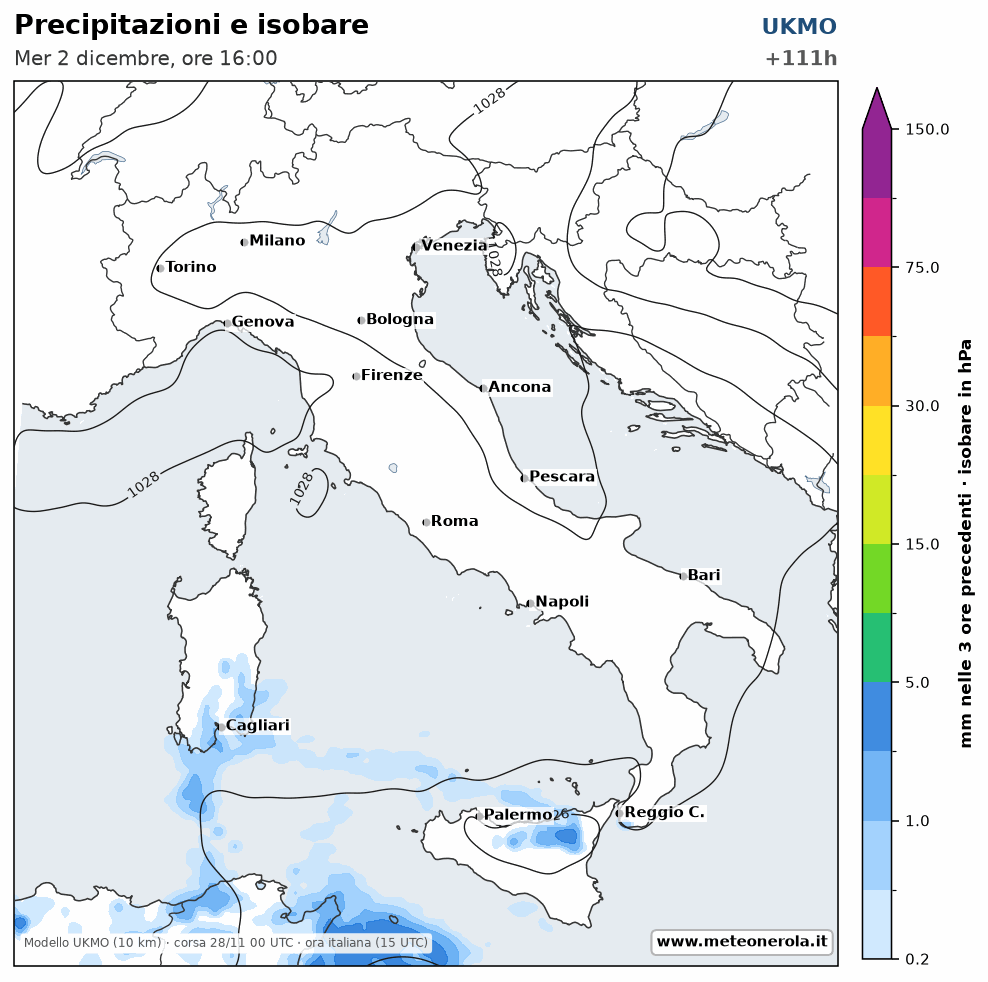 Precipitazioni e isobare
UKMO
Mer 2 dicembre, ore 16:00
+111h
1028
150.0
Milano
Venezia
1028
Torino
75.0
Genova
Bologna
Firenze
Ancona
30.0
1028
1028
Pescara
Roma
15.0
Bari
Napoli
5.0
Cagliari
Palermo
26
Reggio C.
1.0
mm nelle 3 ore precedenti · isobare in hPa
Modello UKMO (10 km) · corsa 28/11 00 UTC · ora italiana (15 UTC)
www.meteonerola.it
0.2